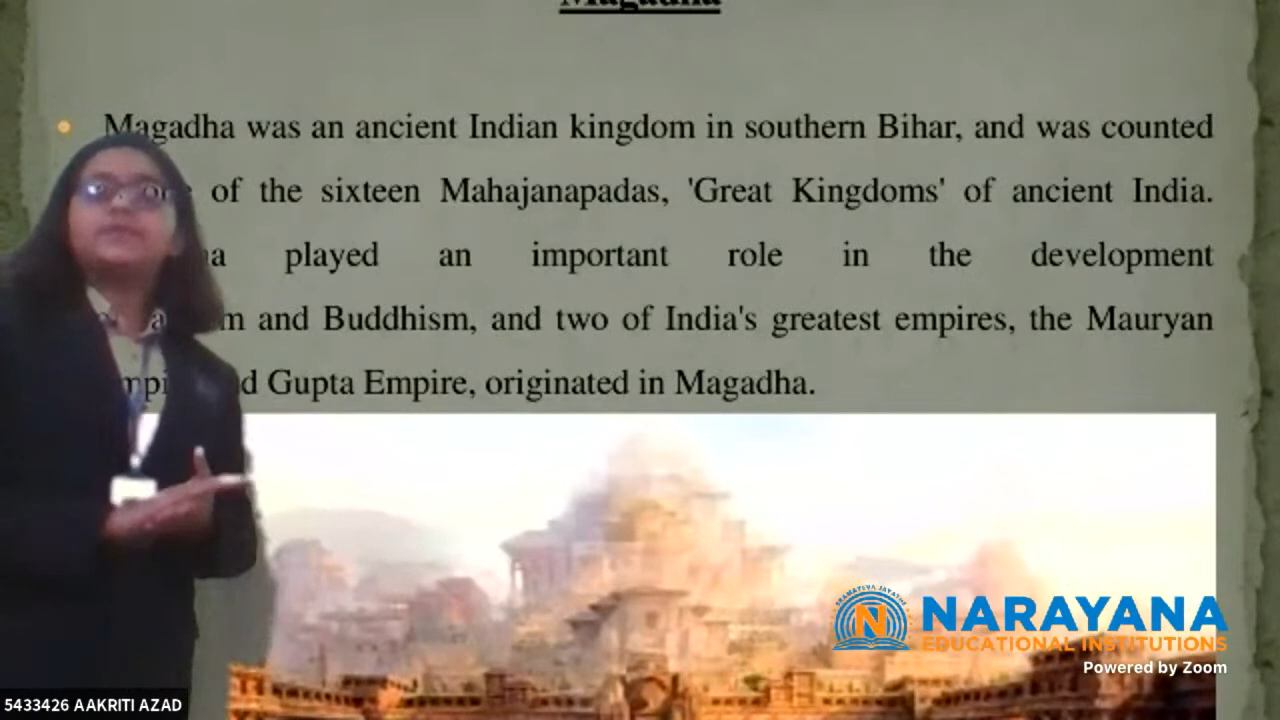 Magadha
Magadha was an ancient Indian kingdom in southern Bihar, and was counted
of the sixteen Mahajanapadas, 'Great Kingdoms' of ancient India.
played an important role in the development
and Buddhism, and two of India's greatest empires, the Mauryan
Gupta Empire, originated in Magadha.
NARAYANA
EDUCATIONAL INSTITUTIONS
Powered by Zoom
5433426 AAKRITI AZAD